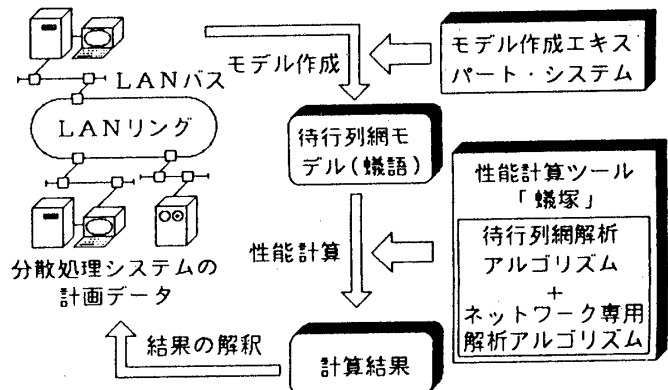 モデル作成
モデル作成エキス
パート・システム
LANバス
LANリング
待行列網モ
デル(蟻語)
性能計算ツール
「蟻塚」
待行列網解析
アルゴリズム
+
ネットワーク専用
解析アルゴリズム
性能計算
分散処理システムの
計画データ
結果の解釈
計算結果